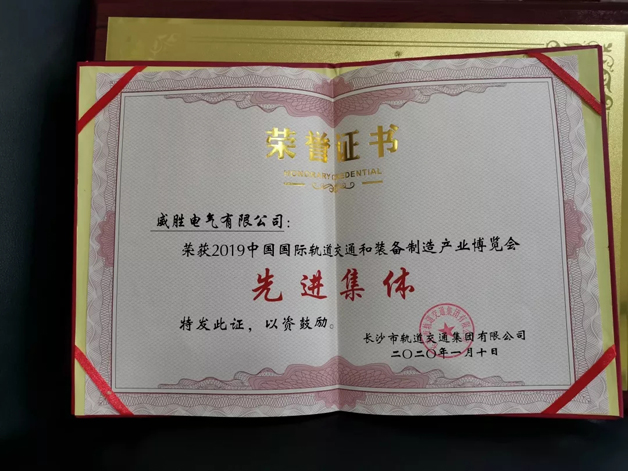 荣誉证书
HONORARY CREDENTIAL
威胜电气有限公司:
荣获2019中国国际轨道交通和装备制造产业博览会
先进集体
特发此证，以资鼓励。
长沙市轨道交通集团有限公司
二〇二〇年一月十日